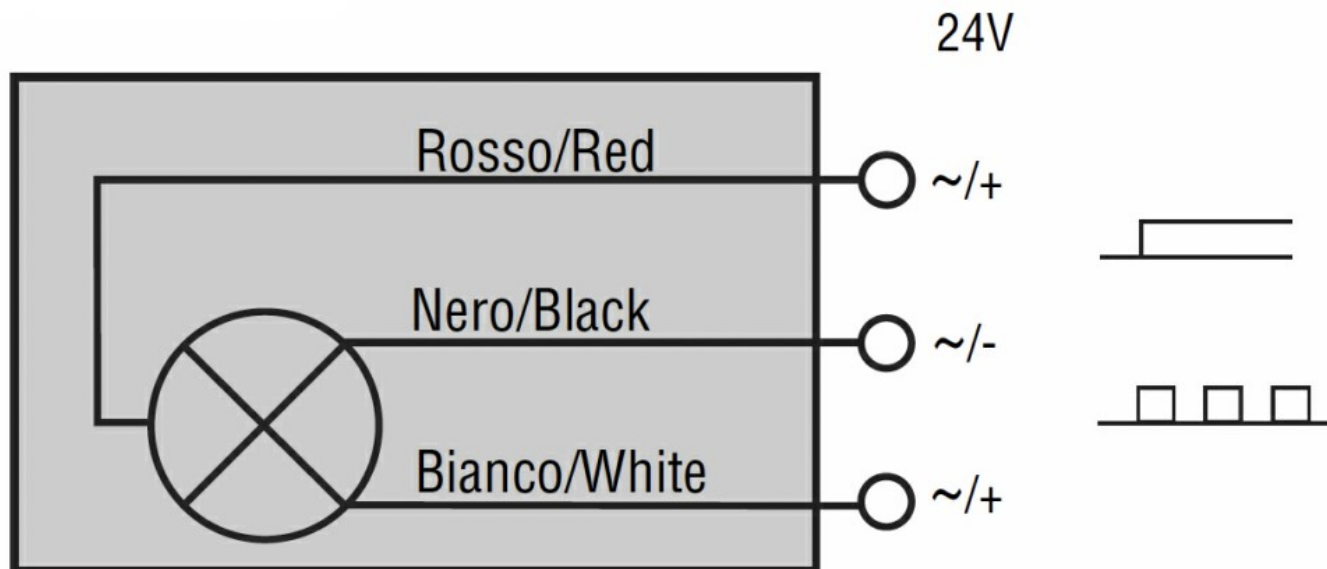 24V
Rosso/Red
~/+
Nero/Black
~/-
Bianco/White
~/+